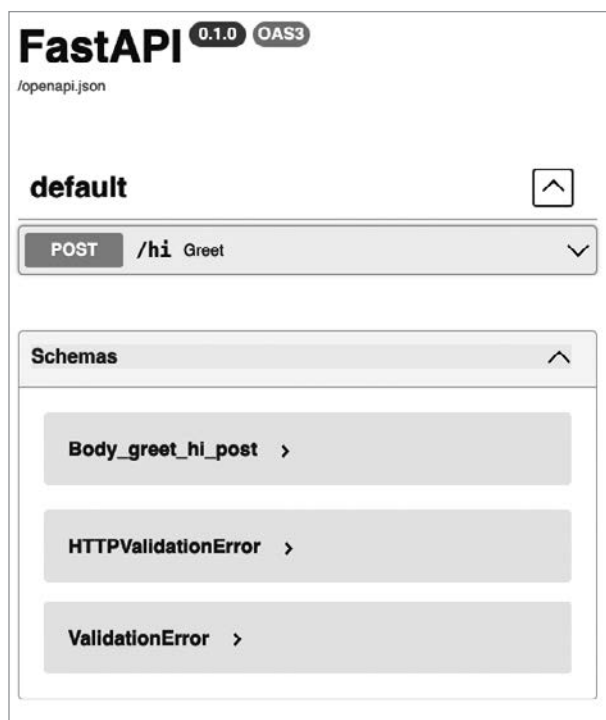 FastAPI 0.1.0 OAS3
/openapi.json
default
POST /hi Greet
Schemas
Body_greet_hi_post
HTTPValidationError
ValidationError